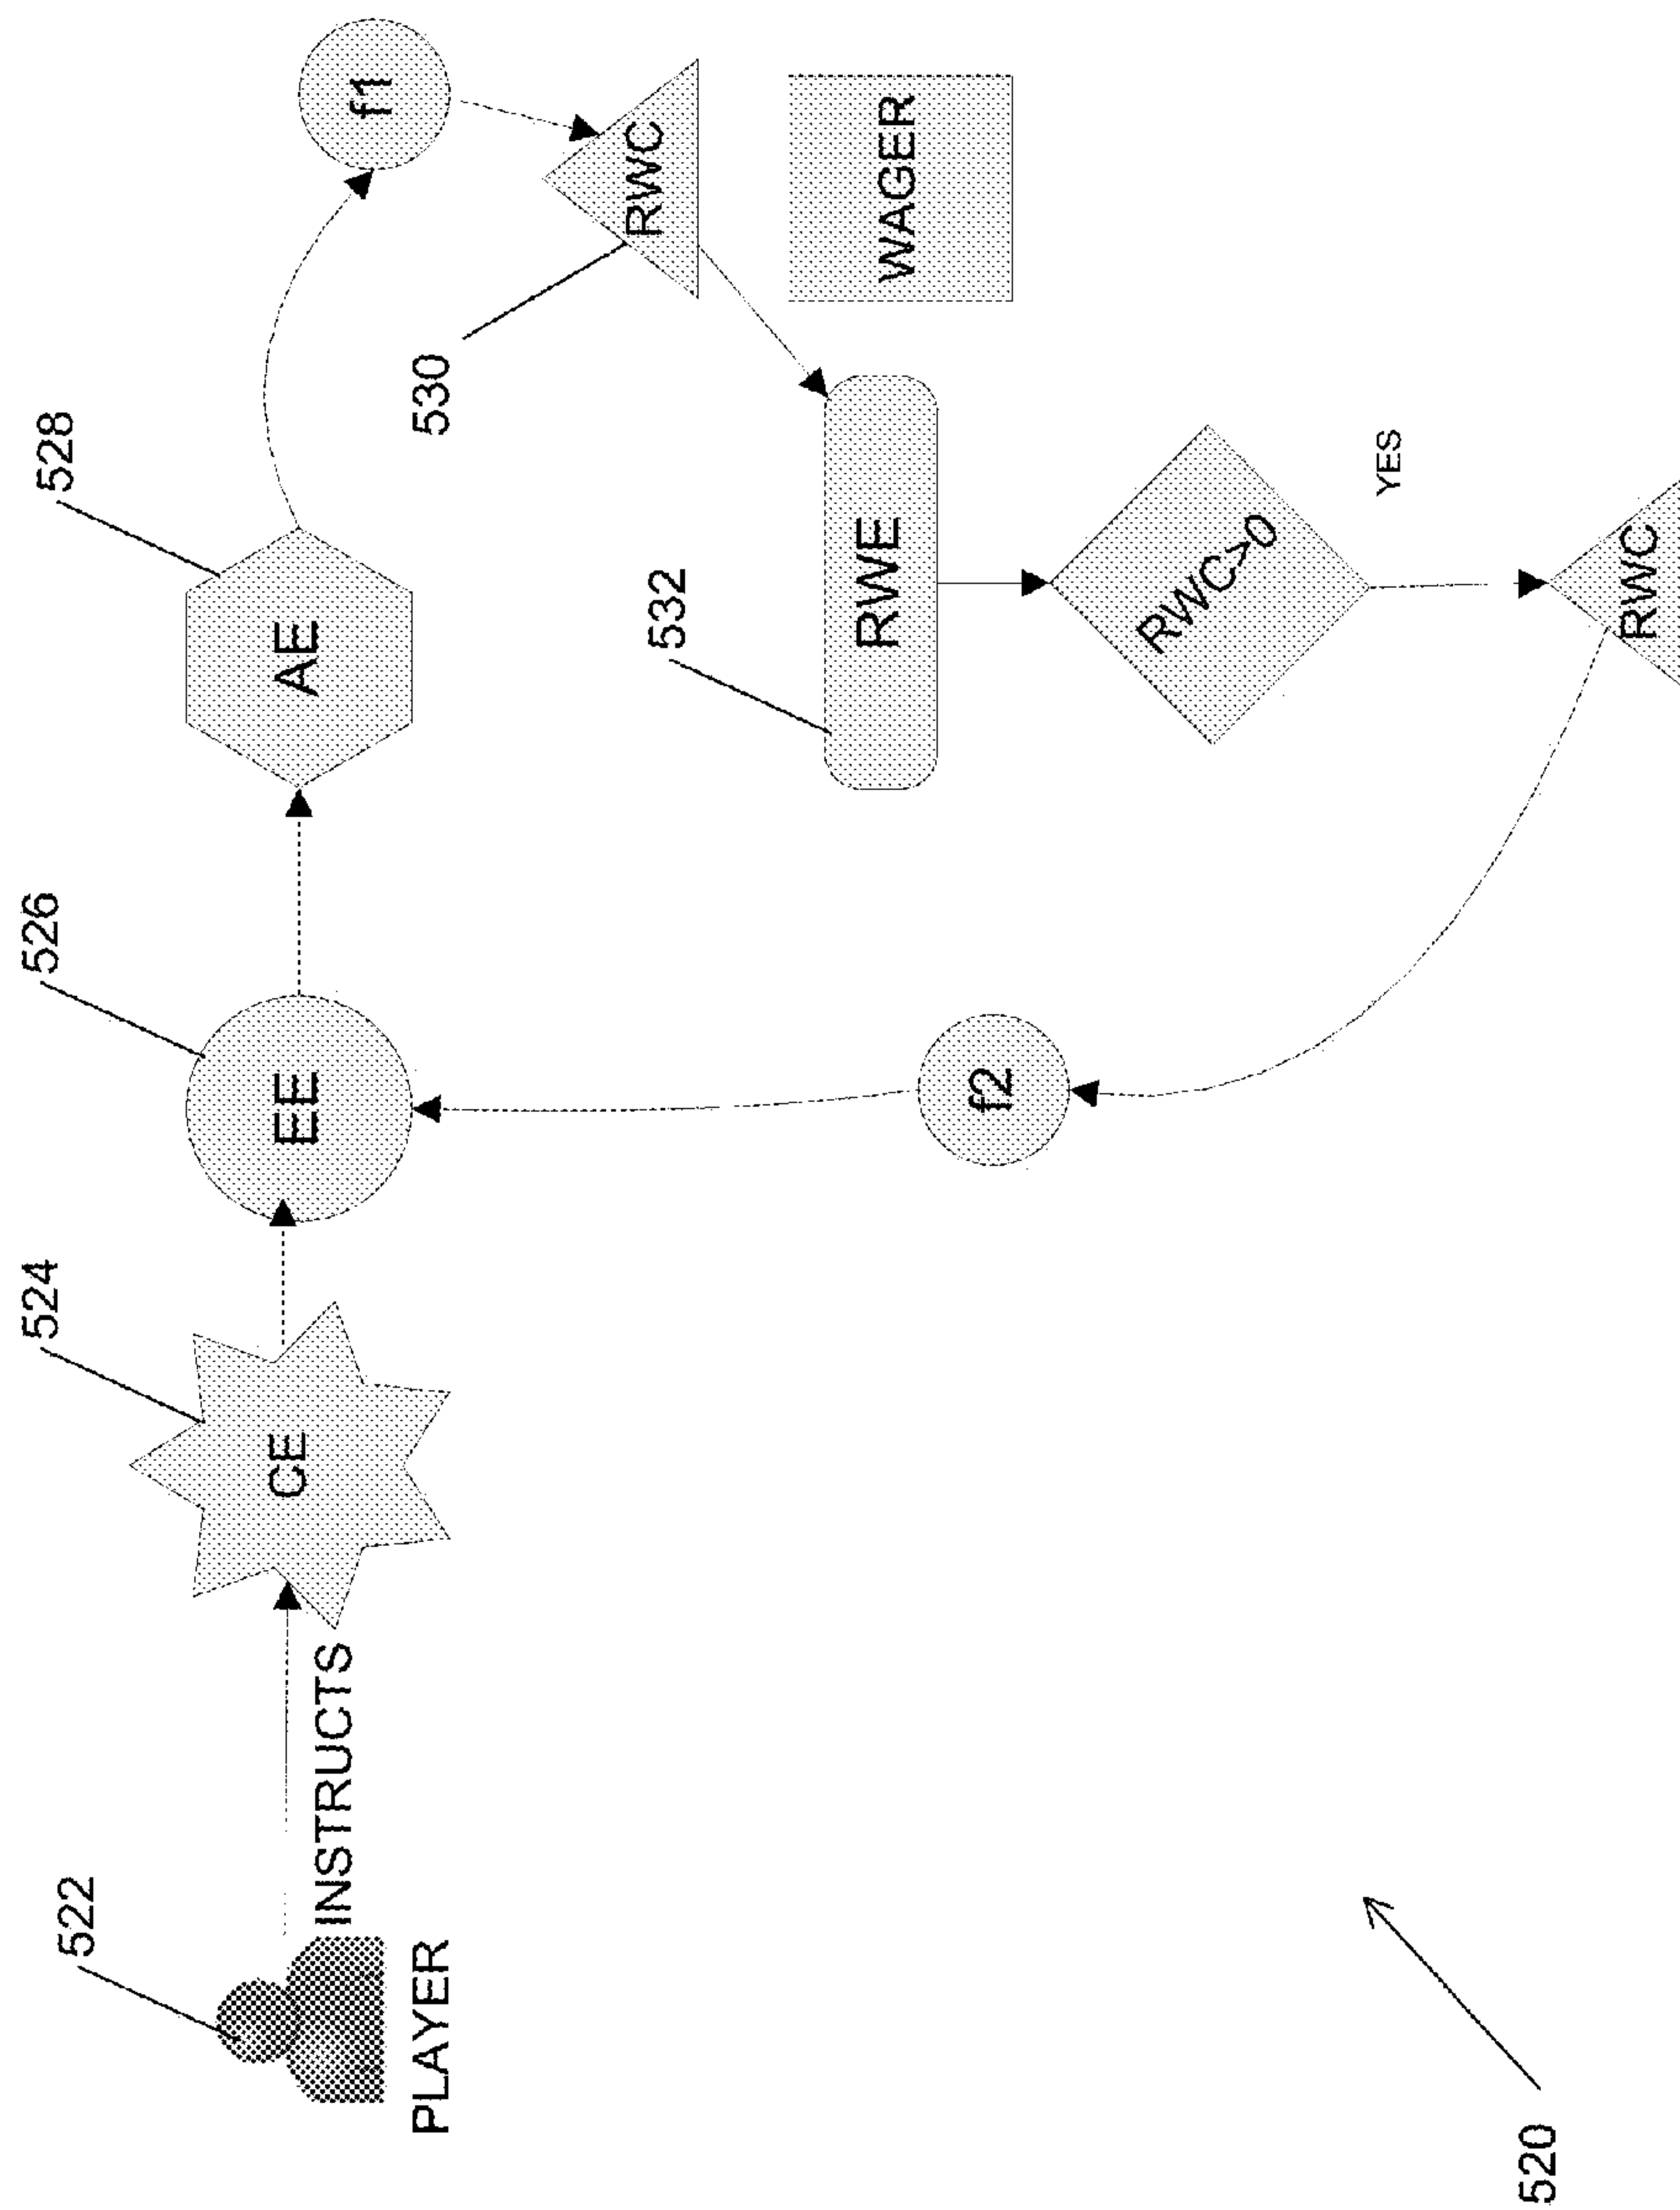 522
524
526
528
PLAYER
INSTRUCTS
CE
EE
AE
f1
530
RWC
532
RWE
WAGER
RWC>0
YES
f2
RWC
520